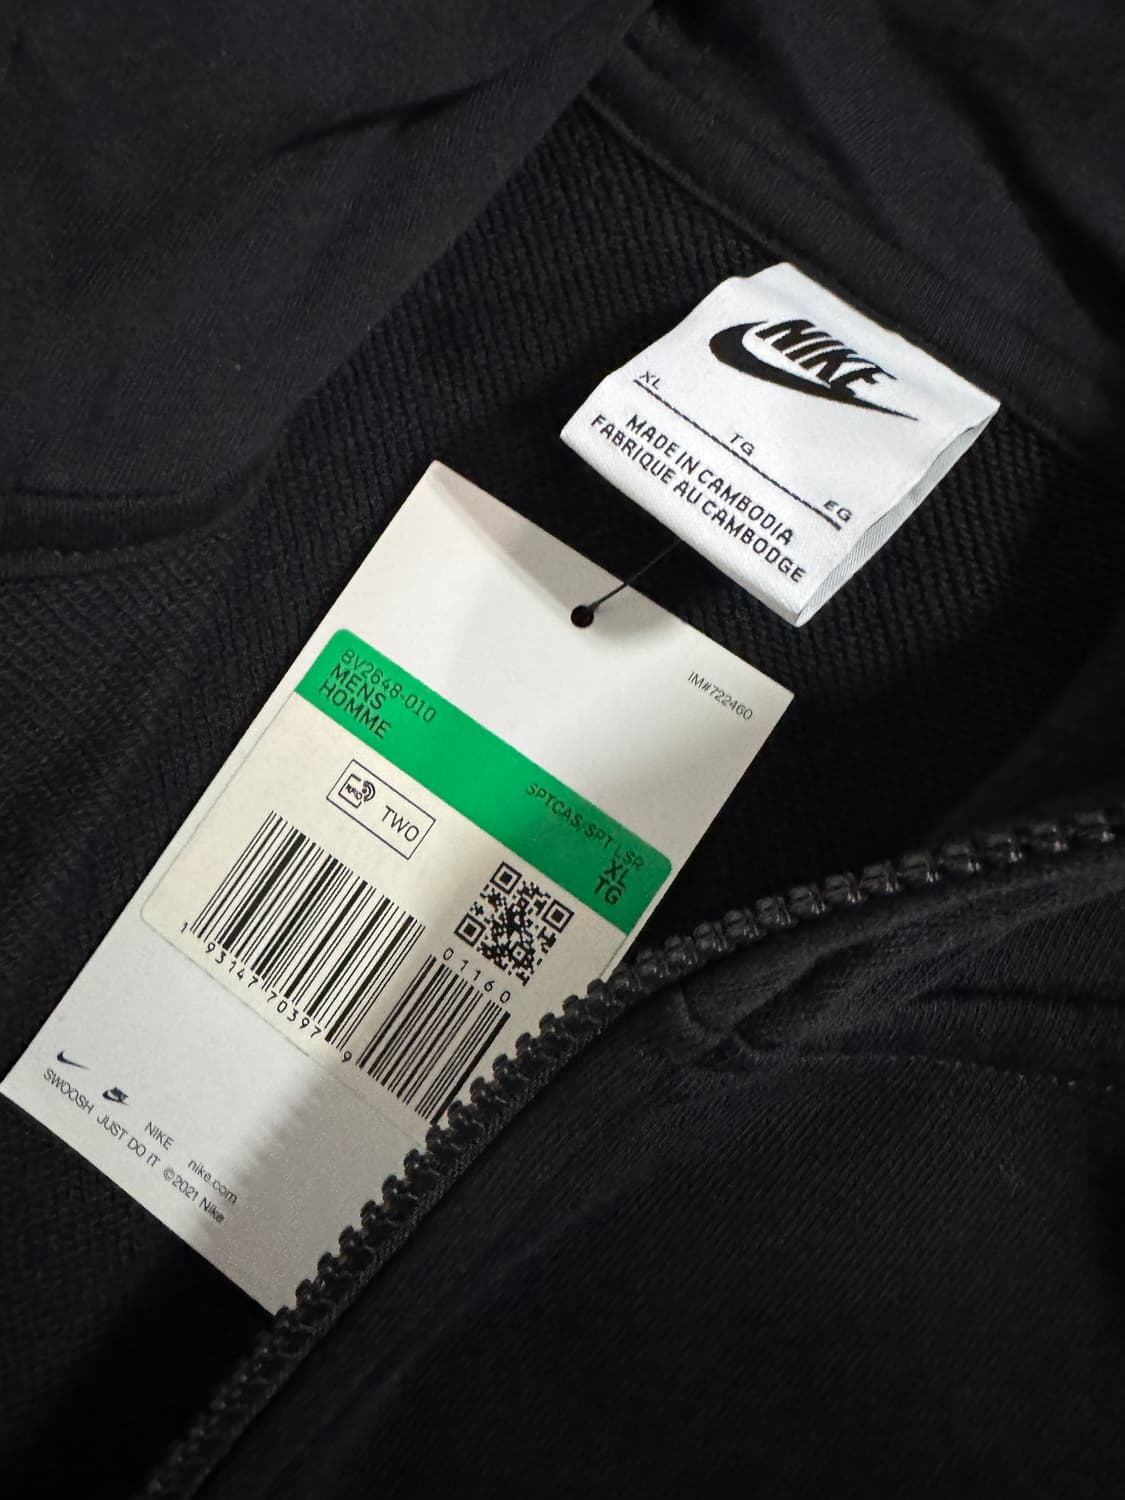 NIKE
XL TG EG
MADE IN CAMBODIA
FABRIQUE AU CAMBODGE
IM#722460
BV2648-010
MENS
HOMME
SPTCAS/SPT LSR
XL
TG
RFID TWO
01160
1 93147 70397 9
NIKE nike.com
SWOOSH JUST DO IT ©2021 Nike